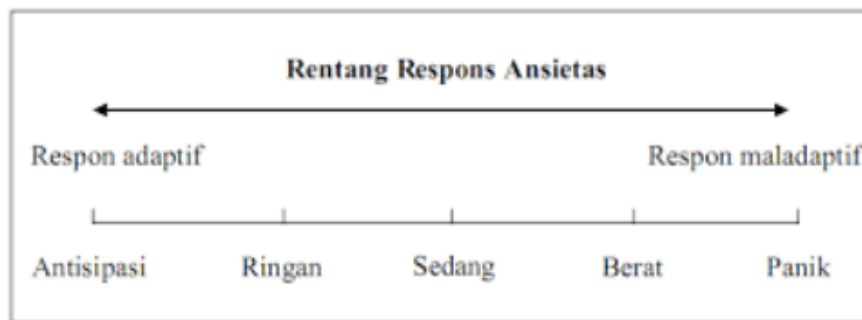 Rentang Respons Ansietas
Respon adaptif Respon maladaptif
Antisipasi Ringan Sedang Berat Panik